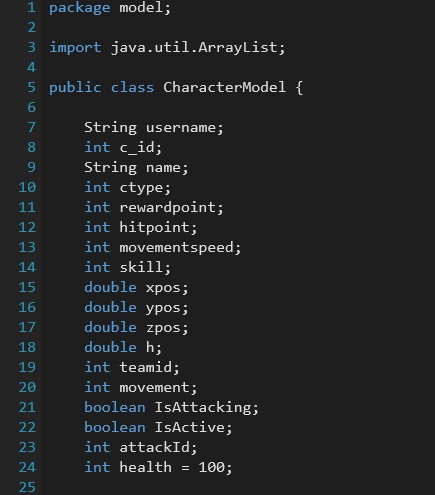 1 package model;
2
3 import java.util.ArrayList;
4
5 public class CharacterModel {
6
7 String username;
8 int c_id;
9 String name;
10 int ctype;
11 int rewardpoint;
12 int hitpoint;
13 int movementspeed;
14 int skill;
15 double xpos;
16 double ypos;
17 double zpos;
18 double h;
19 int teamid;
20 int movement;
21 boolean IsAttacking;
22 boolean IsActive;
23 int attackId;
24 int health = 100;
25